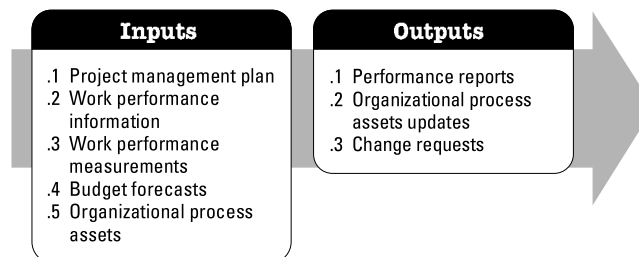 Inputs
.1 Project management plan
.2 Work performance
information
.3 Work performance
measurements
.4 Budget forecasts
.5 Organizational process
assets
Outputs
.1 Performance reports
.2 Organizational process
assets updates
.3 Change requests